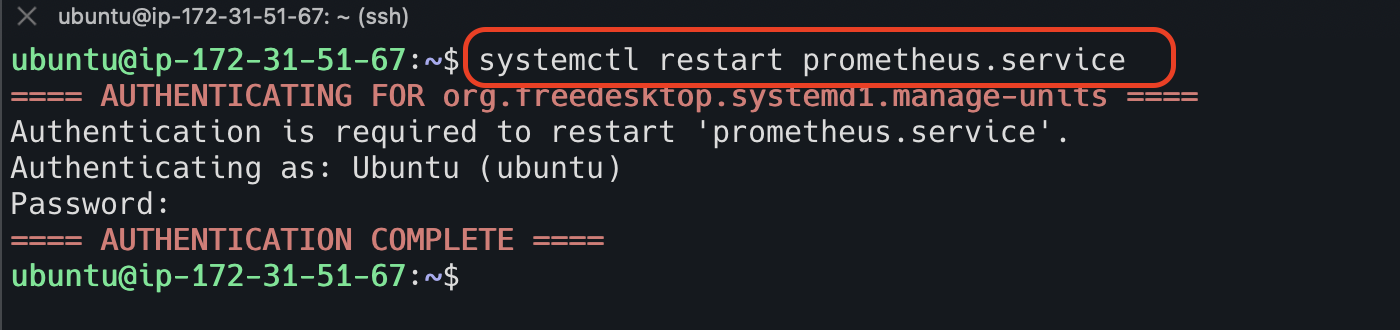 ubuntu@ip-172-31-51-67: ~ (ssh)
ubuntu@ip-172-31-51-67:~$ systemctl restart prometheus.service
==== AUTHENTICATING FOR org.freedesktop.systemd1.manage-units ====
Authentication is required to restart 'prometheus.service'.
Authenticating as: Ubuntu (ubuntu)
Password:
==== AUTHENTICATION COMPLETE ====
ubuntu@ip-172-31-51-67:~$